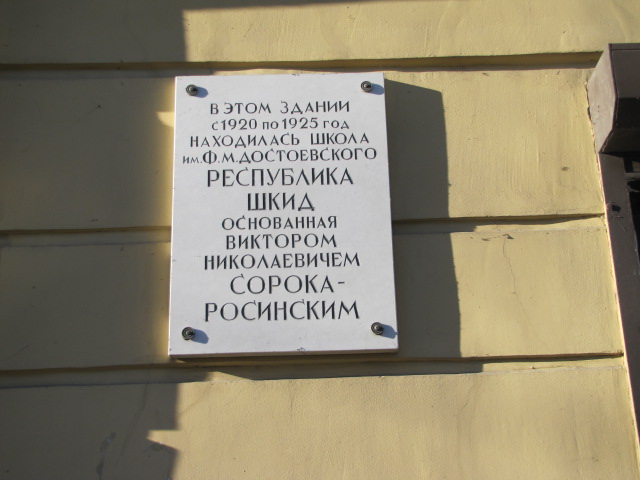 В ЭТОМ ЗДАНИИ
с 1920 по 1925 год
НАХОДИЛАСЬ ШКОЛА
им. Ф.М. ДОСТОЕВСКОГО
РЕСПУБЛИКА
ШКИД
ОСНОВАННАЯ
ВИКТОРОМ
НИКОЛАЕВИЧЕМ
СОРОКА-
РОСИНСКИМ